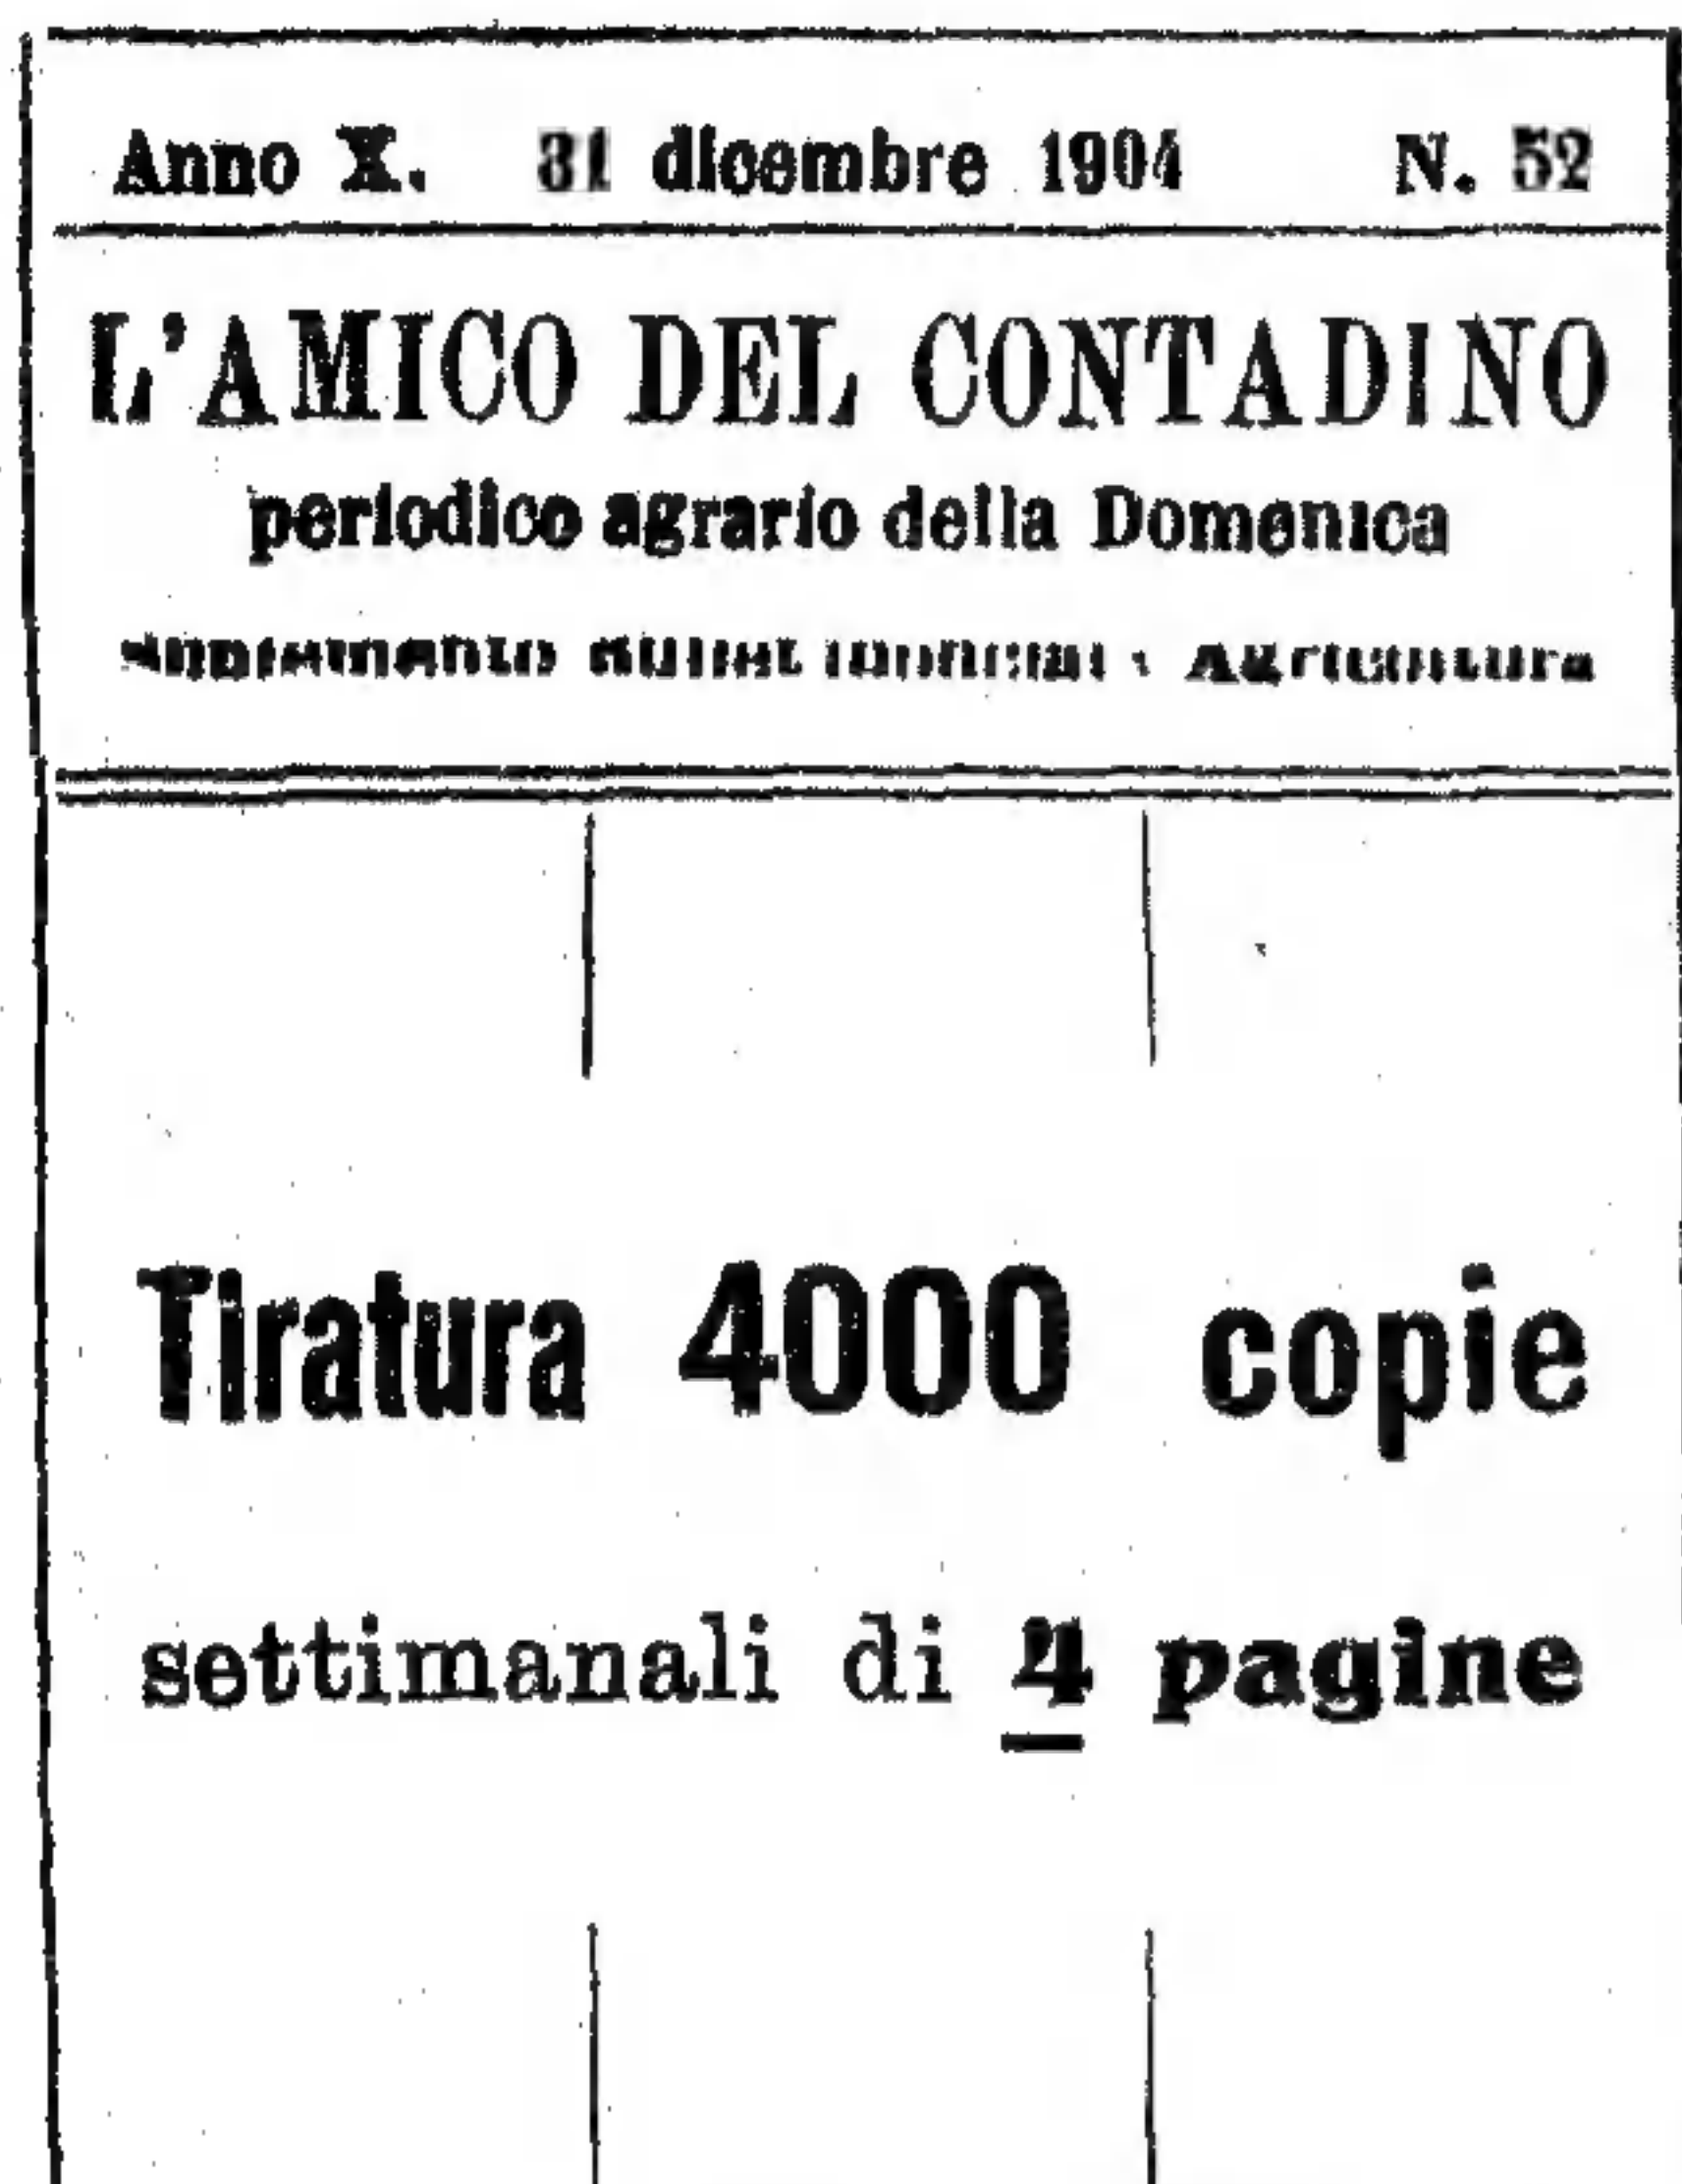 Anno X. 31 dicembre 1904 N. 52
L'AMICO DEL CONTADINO
periodico agrario della Domenica
Agricoltura
Tiratura 4000 copie
settimanali di 4 pagine